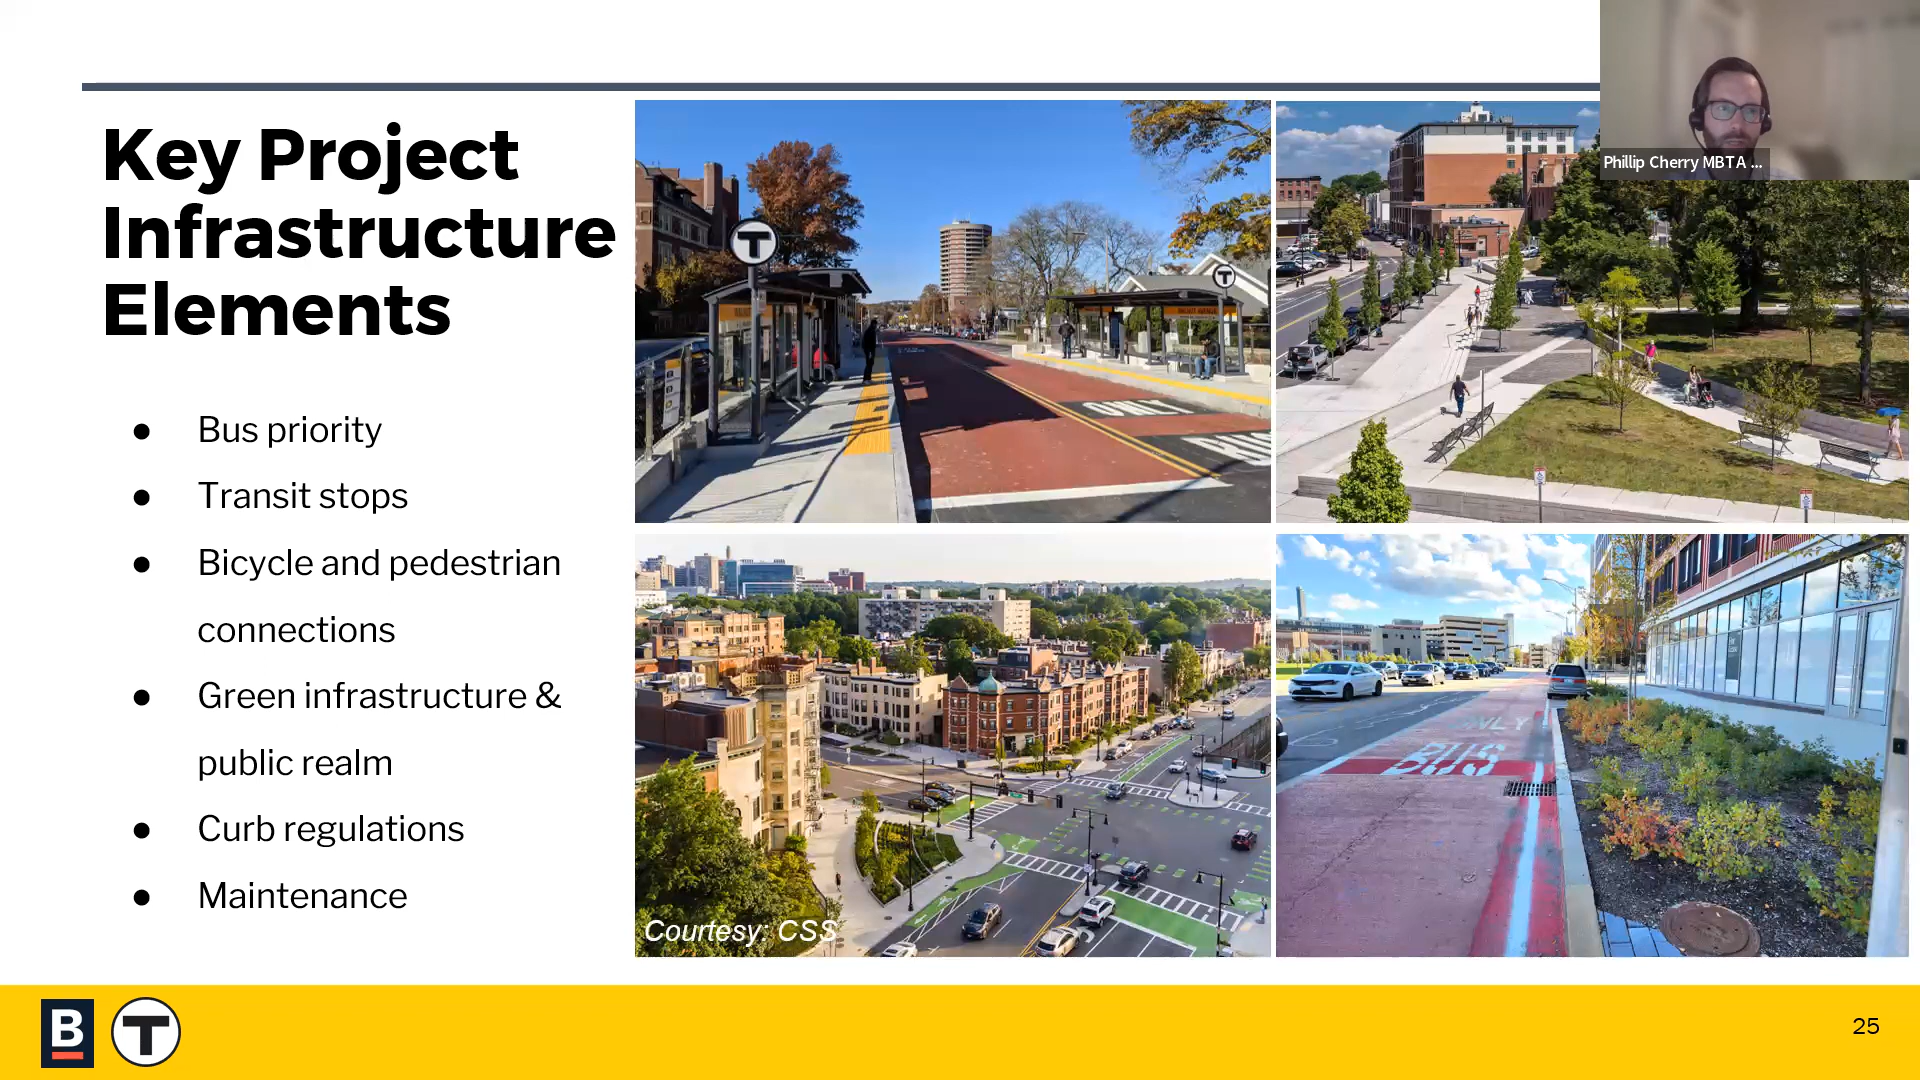 Key Project
Infrastructure
Elements
● Bus priority
● Transit stops
● Bicycle and pedestrian
connections
● Green infrastructure &
public realm
● Curb regulations
● Maintenance
Phillip Cherry MBTA ...
T
T
ONLY
ONLY
BUS
Courtesy: CSS
B
T
25